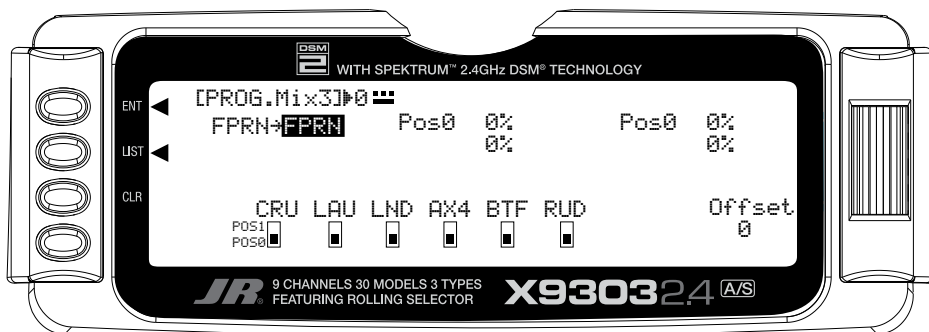 DSM
2 WITH SPEKTRUM™ 2.4GHz DSM® TECHNOLOGY
ENT
LIST
CLR
[PROG.Mix3]▶0
FPRN→FPRN Pos0 0% Pos0 0%
0% 0%
CRU LAU LND AX4 BTF RUD Offset
POS1
POS0 0
JR® 9 CHANNELS 30 MODELS 3 TYPES
FEATURING ROLLING SELECTOR
X9303 2.4 A/S